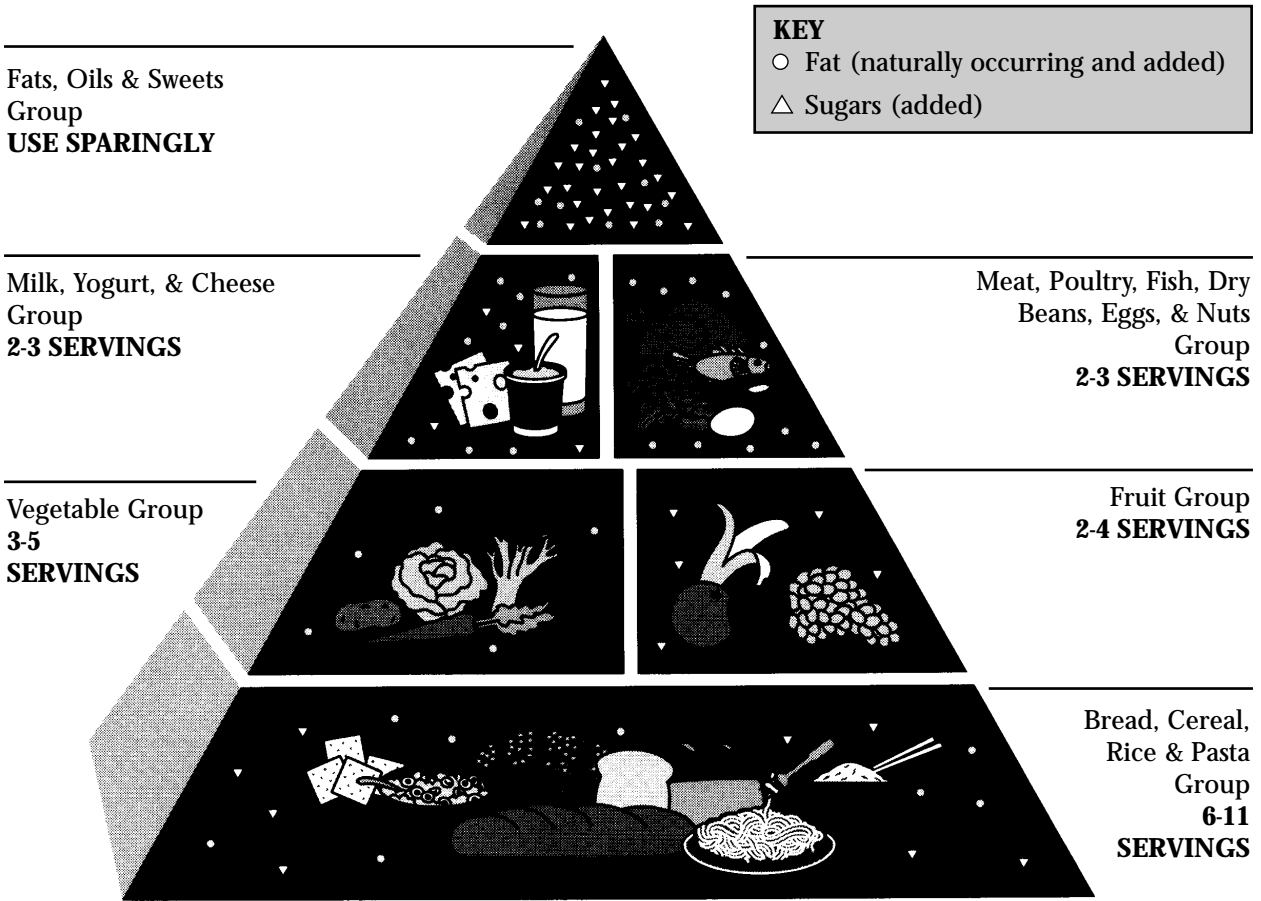 KEY
Fat (naturally occurring and added)
Sugars (added)
Fats, Oils & Sweets
Group
USE SPARINGLY
Milk, Yogurt, & Cheese
Group
2-3 SERVINGS
Meat, Poultry, Fish, Dry
Beans, Eggs, & Nuts
Group
2-3 SERVINGS
Vegetable Group
3-5
SERVINGS
Fruit Group
2-4 SERVINGS
Bread, Cereal,
Rice & Pasta
Group
6-11
SERVINGS